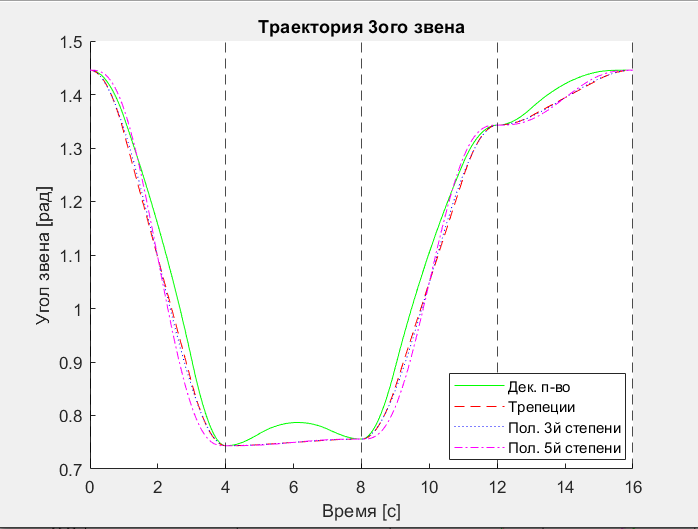 Траектория 3ого звена
Угол звена [рад]
1.5
1.4
1.3
1.2
1.1
1
0.9
0.8
0.7
0 2 4 6 8 10 12 14 16
Время [с]
Дек. п-во
Трепеции
Пол. 3й степени
Пол. 5й степени